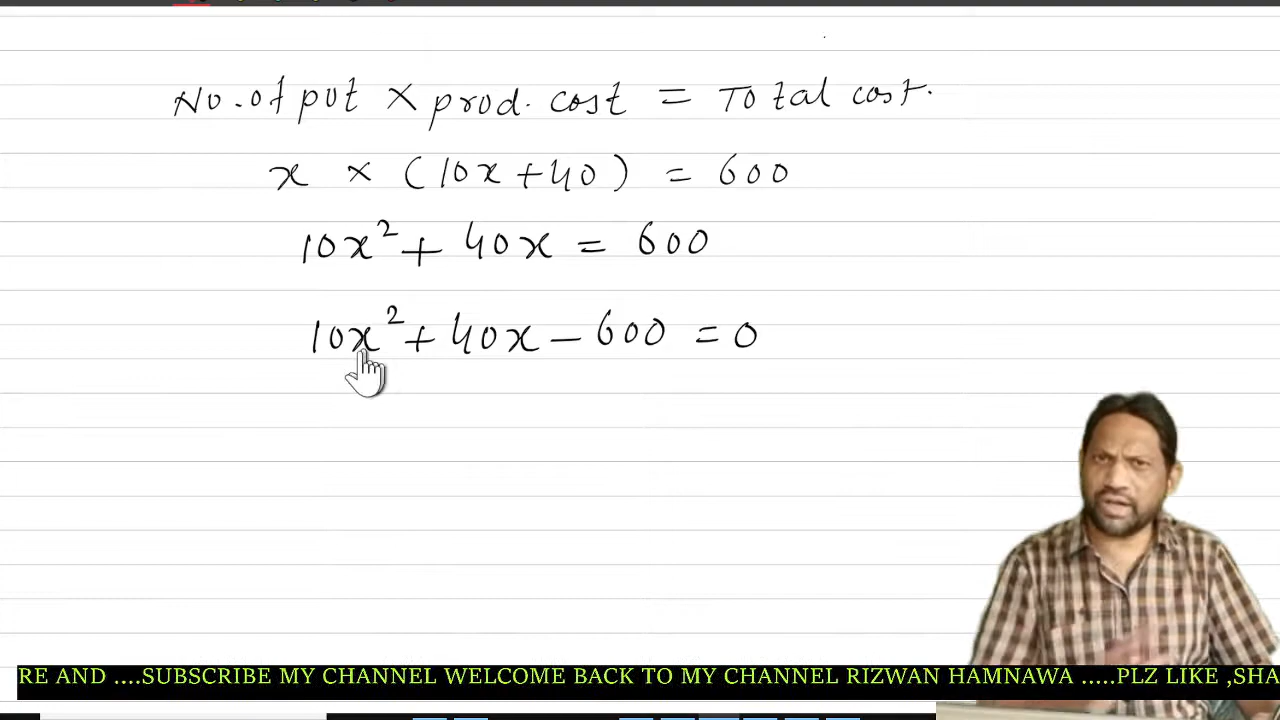 No. of pot × prod. cost = Total cost.
x × (10x + 40) = 600
10x² + 40x = 600
10x² + 40x - 600 = 0
RE AND ....SUBSCRIBE MY CHANNEL WELCOME BACK TO MY CHANNEL RIZWAN HAMNAWA .....PLZ LIKE ,SHA